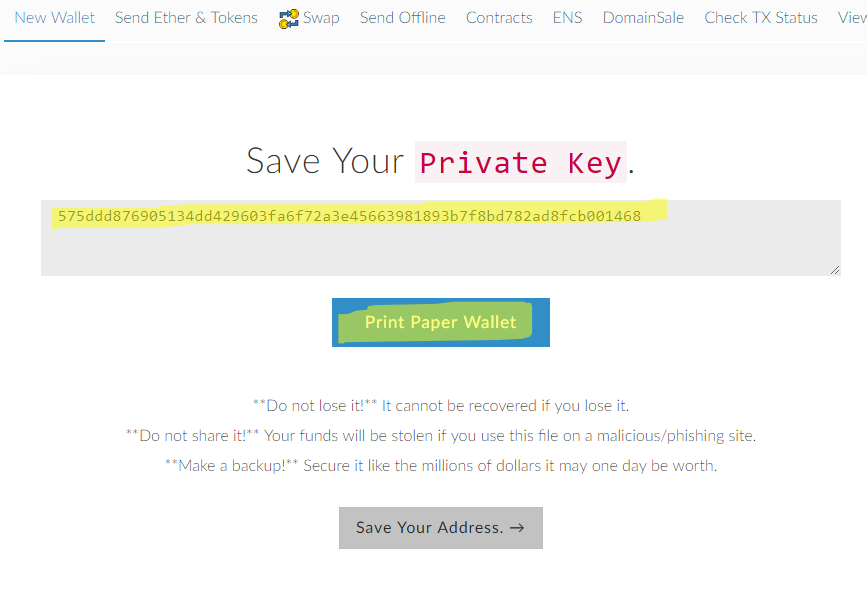 New Wallet Send Ether & Tokens Swap Send Offline Contracts ENS DomainSale Check TX Status View
Save Your Private Key.
575ddd876905134dd429603fa6f72a3e45663981893b7f8bd782ad8fcb001468
Print Paper Wallet
**Do not lose it!** It cannot be recovered if you lose it.
**Do not share it!** Your funds will be stolen if you use this file on a malicious/phishing site.
**Make a backup!** Secure it like the millions of dollars it may one day be worth.
Save Your Address. →